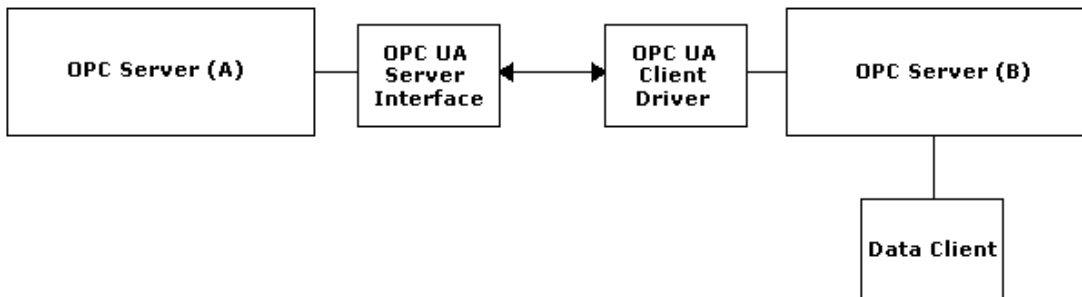 OPC Server (A)
OPC UA
Server
Interface
OPC UA
Client
Driver
OPC Server (B)
Data Client